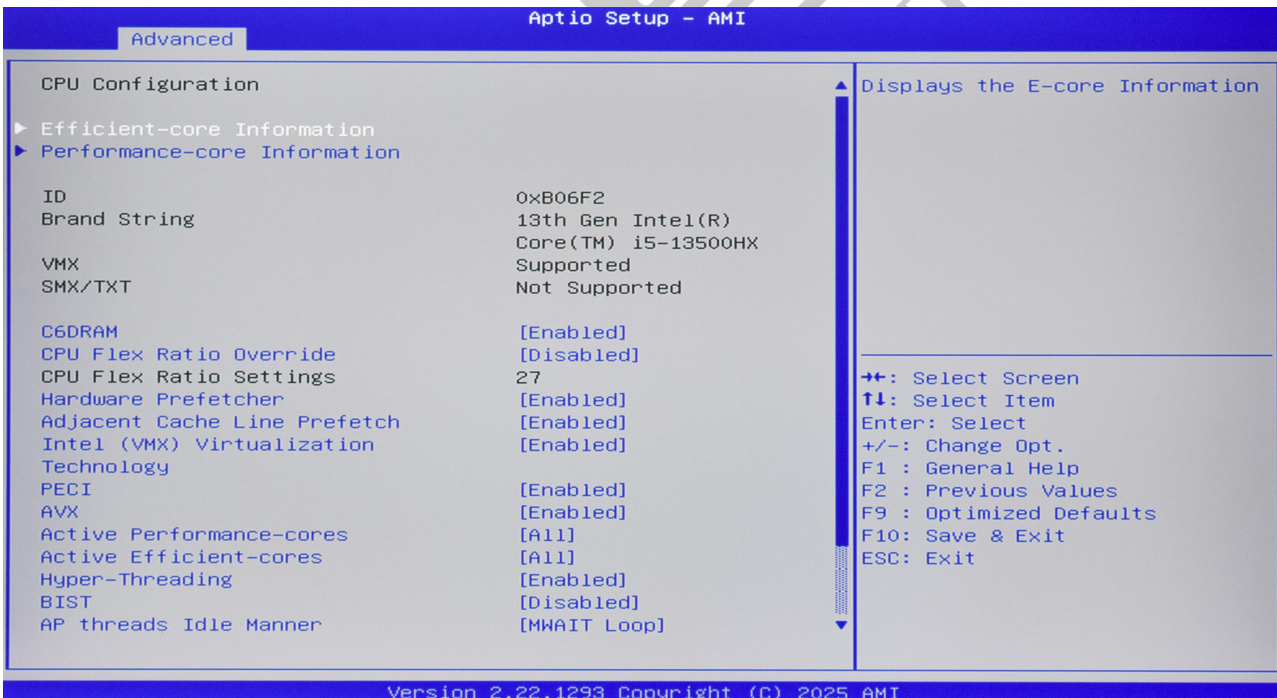 Aptio Setup - AMI
Advanced
CPU Configuration
Efficient-core Information
Performance-core Information
ID 0xB06F2
Brand String 13th Gen Intel(R)
Core(TM) i5-13500HX
VMX Supported
SMX/TXT Not Supported
C6DRAM [Enabled]
CPU Flex Ratio Override [Disabled]
CPU Flex Ratio Settings 27
Hardware Prefetcher [Enabled]
Adjacent Cache Line Prefetch [Enabled]
Intel (VMX) Virtualization [Enabled]
Technology
PECI [Enabled]
AVX [Enabled]
Active Performance-cores [All]
Active Efficient-cores [All]
Hyper-Threading [Enabled]
BIST [Disabled]
AP threads Idle Manner [MWAIT Loop]
Displays the E-core Information
→←: Select Screen
↑↓: Select Item
Enter: Select
+/-: Change Opt.
F1 : General Help
F2 : Previous Values
F9 : Optimized Defaults
F10: Save & Exit
ESC: Exit
Version 2.22.1293 Copyright (C) 2025 AMI